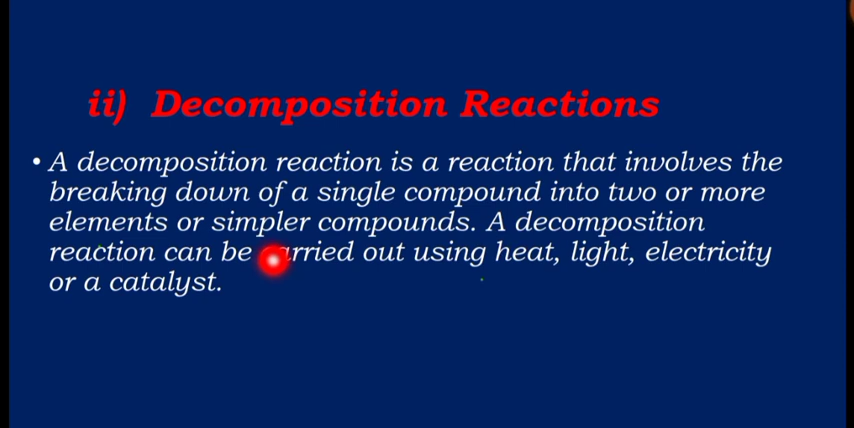 ii) Decomposition Reactions
• A decomposition reaction is a reaction that involves the
breaking down of a single compound into two or more
elements or simpler compounds. A decomposition
reaction can be carried out using heat, light, electricity
or a catalyst.